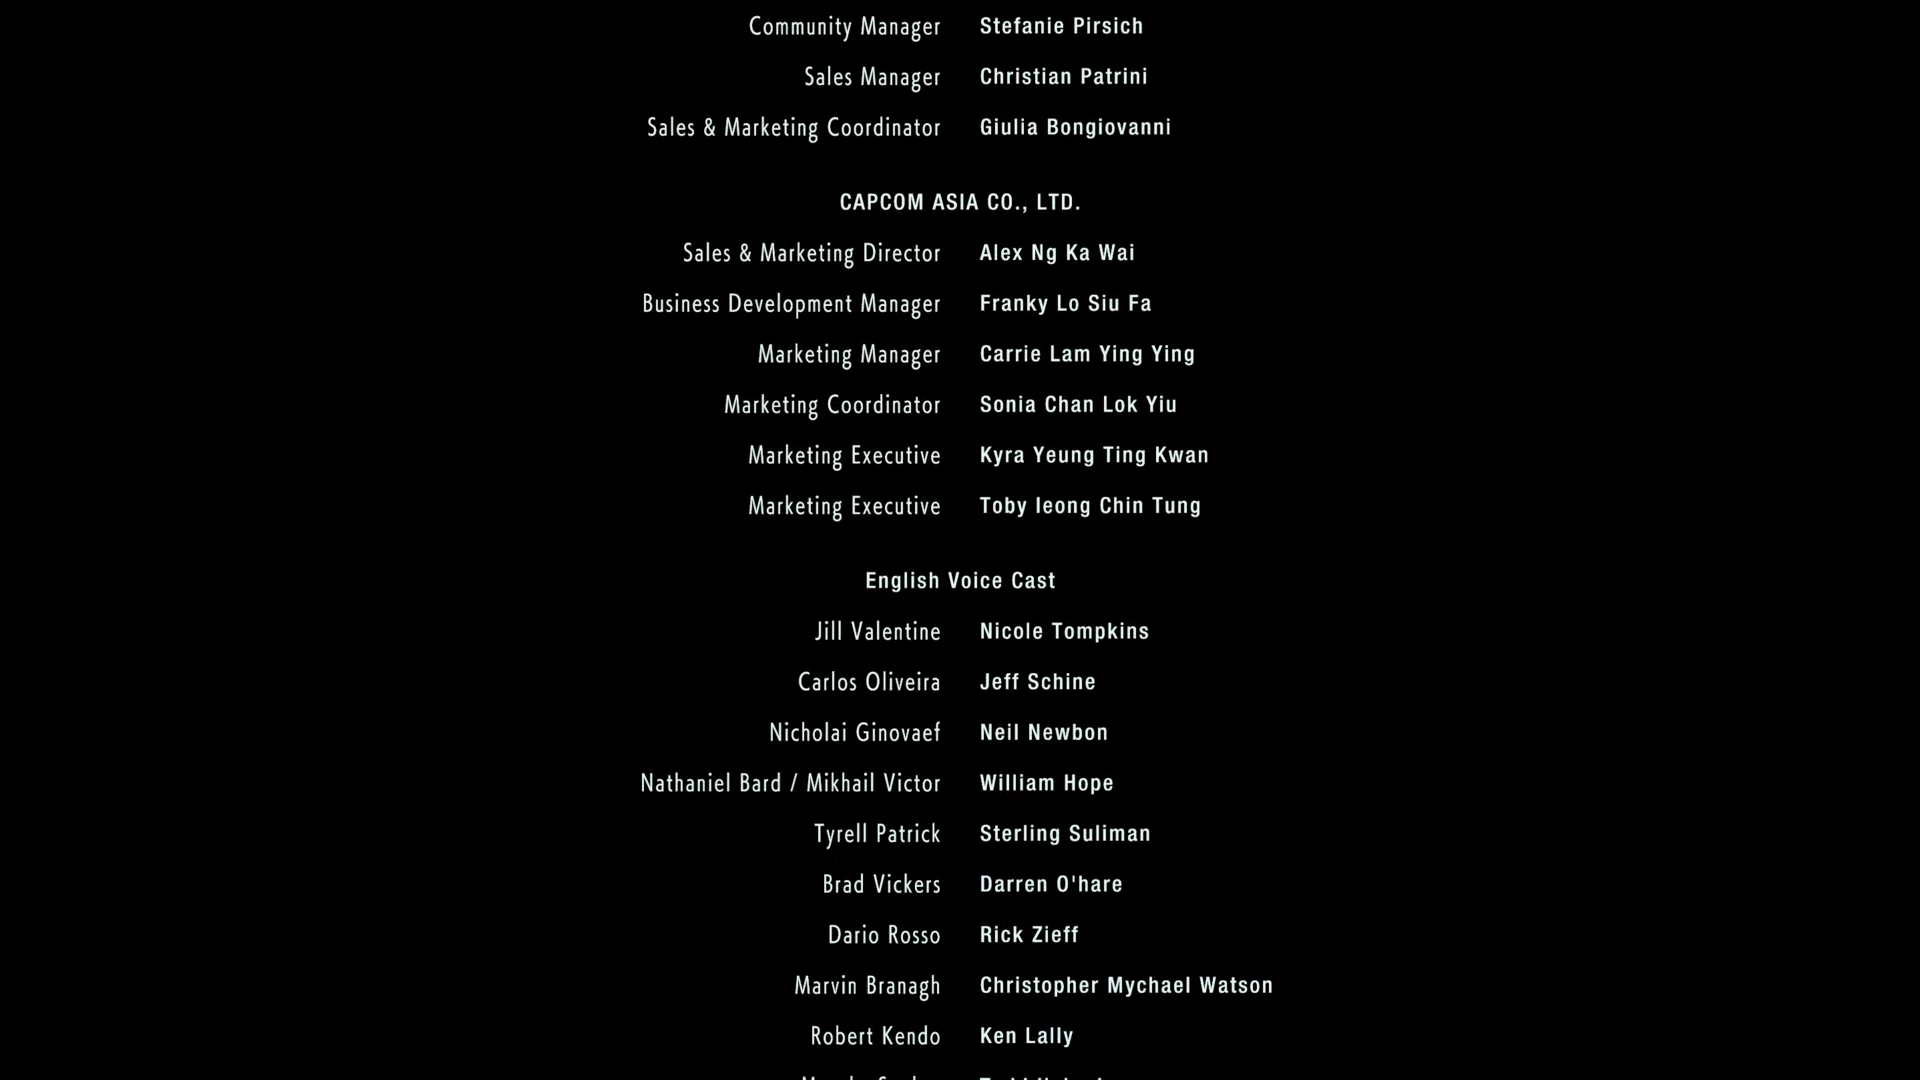 Community Manager Stefanie Pirsich
Sales Manager Christian Patrini
Sales & Marketing Coordinator Giulia Bongiovanni
CAPCOM ASIA CO., LTD.
Sales & Marketing Director Alex Ng Ka Wai
Business Development Manager Franky Lo Siu Fa
Marketing Manager Carrie Lam Ying Ying
Marketing Coordinator Sonia Chan Lok Yiu
Marketing Executive Kyra Yeung Ting Kwan
Marketing Executive Toby Ieong Chin Tung
English Voice Cast
Jill Valentine Nicole Tompkins
Carlos Oliveira Jeff Schine
Nicholai Ginovaef Neil Newbon
Nathaniel Bard / Mikhail Victor William Hope
Tyrell Patrick Sterling Suliman
Brad Vickers Darren O'hare
Dario Rosso Rick Zieff
Marvin Branagh Christopher Mychael Watson
Robert Kendo Ken Lally